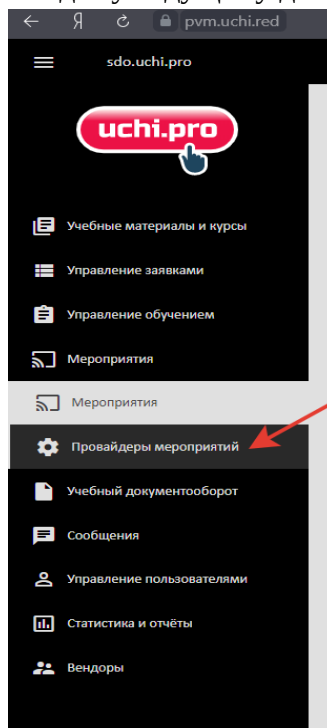 pvm.uchi.red
sdo.uchi.pro
uchi.pro
Учебные материалы и курсы
Управление заявками
Управление обучением
Мероприятия
Мероприятия
Провайдеры мероприятий
Учебный документооборот
Сообщения
Управление пользователями
Статистика и отчёты
Вендоры